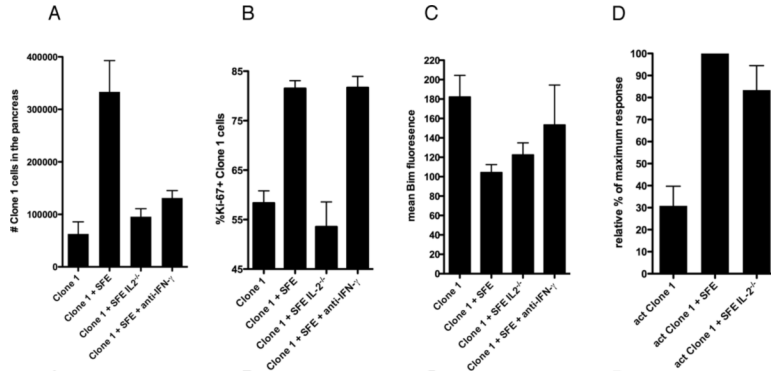 A
B
C
D
# Clone 1 cells in the pancreas
400000
300000
200000
100000
0
Clone 1
Clone 1 + SFE
Clone 1 + SFE IL2-/-
Clone 1 + SFE + anti-IFN-γ
%Ki-67+ Clone 1 cells
85
75
65
55
45
Clone 1
Clone 1 + SFE
Clone 1 + SFE IL-2-/-
Clone 1 + SFE + anti-IFN-γ
mean Bim fluoresence
220
200
180
160
140
120
100
80
60
40
20
0
Clone 1
Clone 1 + SFE
Clone 1 + SFE IL2-/-
Clone 1 + SFE + anti-IFN-γ
relative % of maximum response
100
90
80
70
60
50
40
30
20
10
0
act Clone 1
act Clone 1 + SFE
act Clone 1 + SFE IL-2-/-